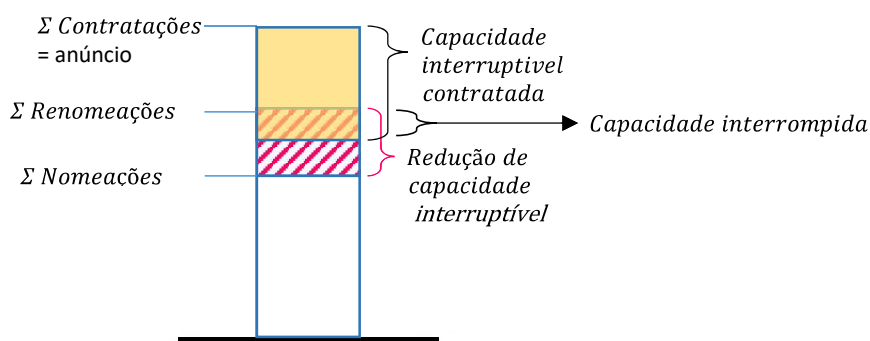 Σ Contratações
= anúncio
Σ Renomeações
Σ Nomeações
Capacidade
interruptivel
contratada
Redução de
capacidade
interruptível
Capacidade interrompida